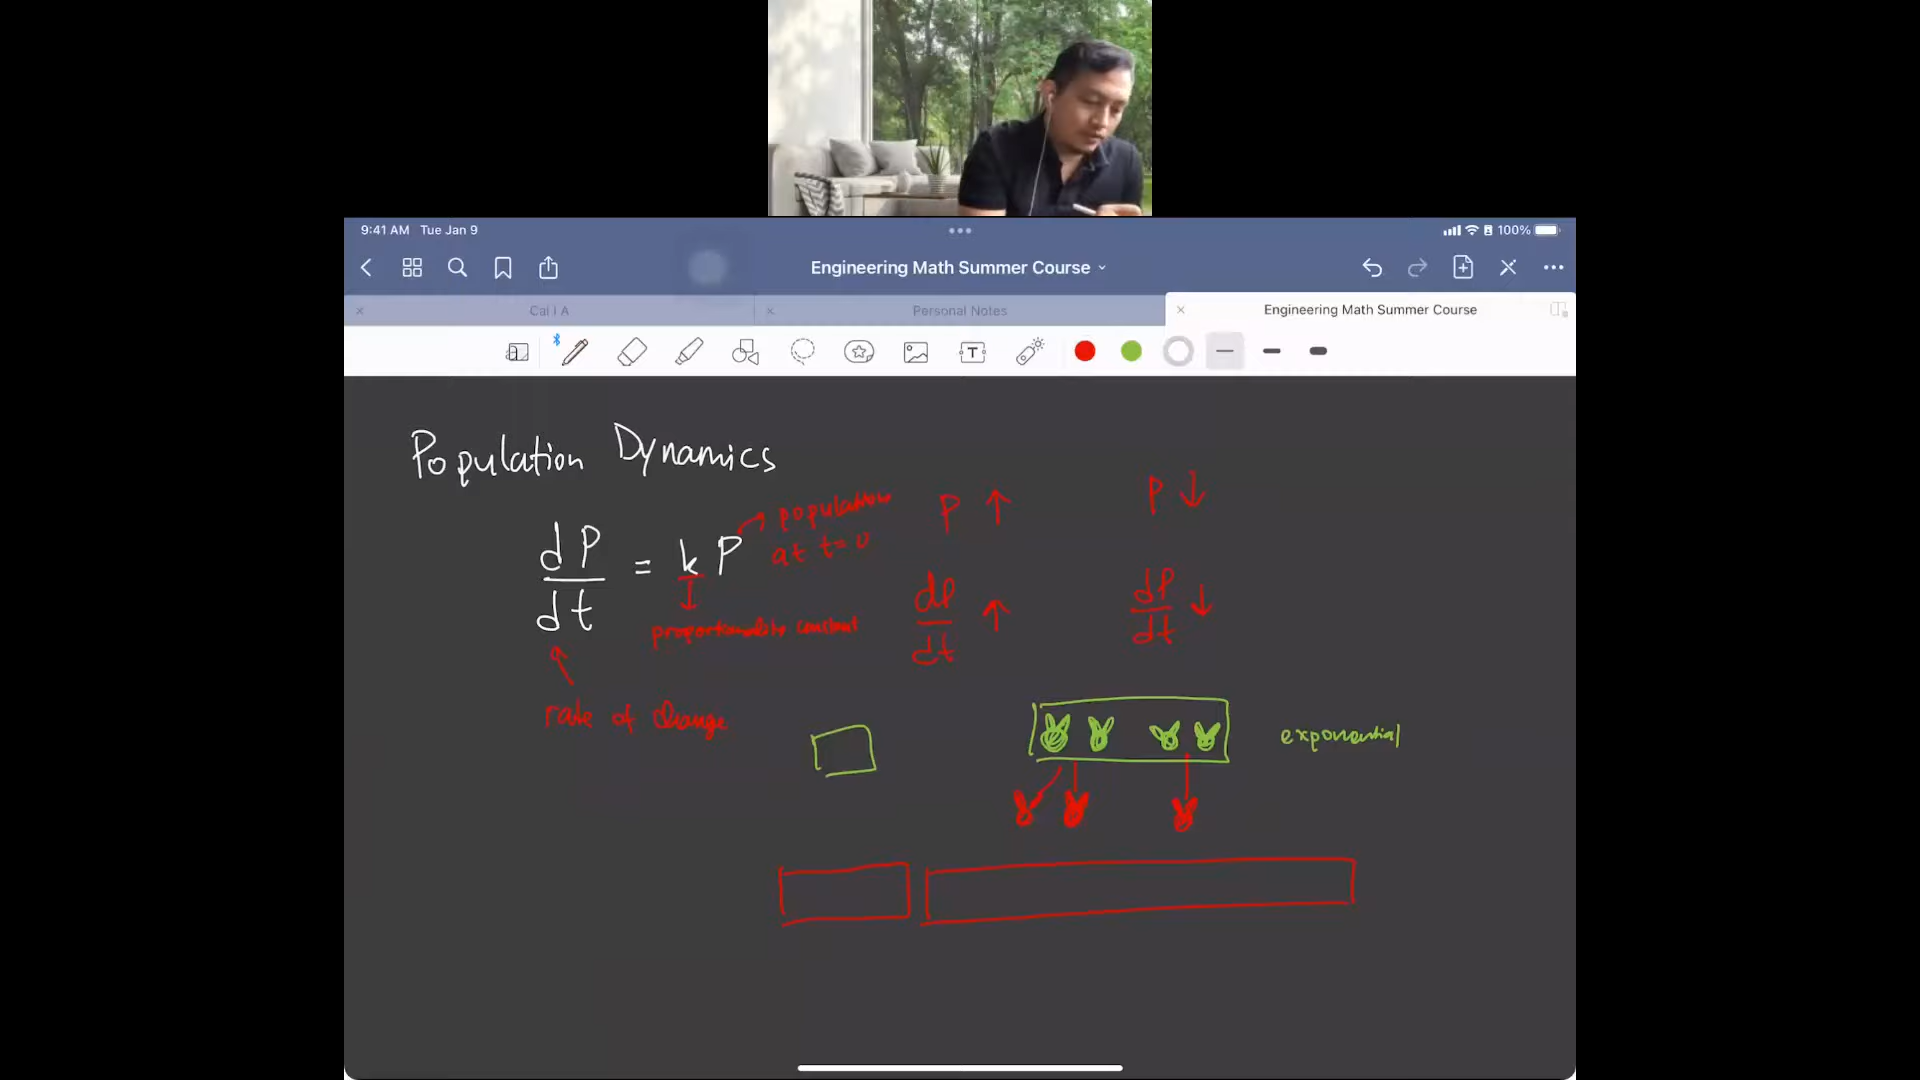 9:41 AM Tue Jan 9
100%
Engineering Math Summer Course
Cal I A
Personal Notes
Engineering Math Summer Course
T
Population Dynamics
dP/dt = kP
population
at t=0
proportionality constant
rate of change
P ↑
dP/dt ↑
P ↓
dP/dt ↓
exponential